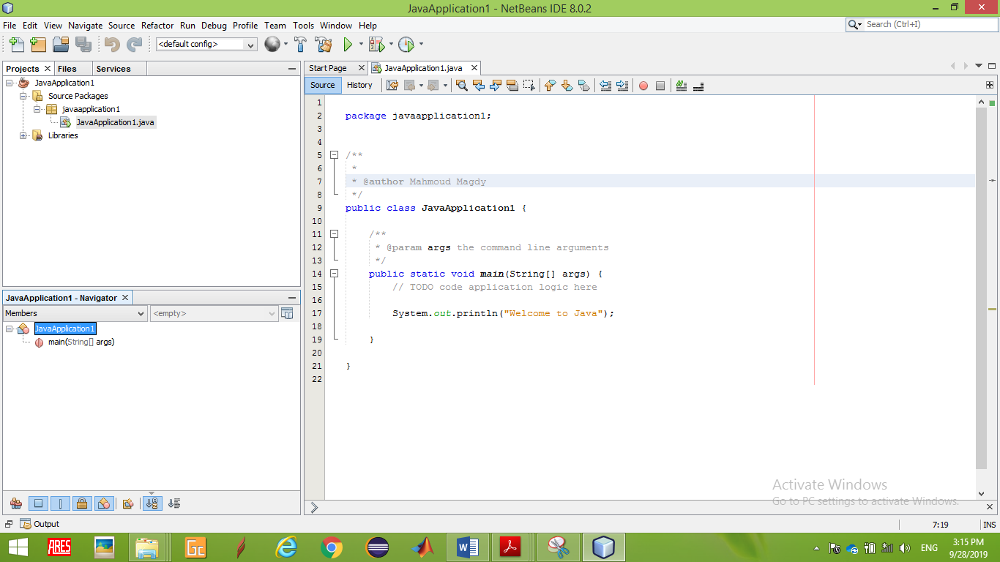 JavaApplication1 - NetBeans IDE 8.0.2
File Edit View Navigate Source Refactor Run Debug Profile Team Tools Window Help
Search (Ctrl+I)
<default config>
Projects Files Services
JavaApplication1
Source Packages
javaapplication1
JavaApplication1.java
Libraries
JavaApplication1 - Navigator
Members <empty>
JavaApplication1
main(String[] args)
Start Page JavaApplication1.java
Source History
1
2 package javaapplication1;
3
4
5 /**
6 *
7 * @author Mahmoud Magdy
8 */
9 public class JavaApplication1 {
10
11 /**
12 * @param args the command line arguments
13 */
14 public static void main(String[] args) {
15 // TODO code application logic here
16
17 System.out.println("Welcome to Java");
18
19 }
20
21 }
22
Activate Windows
Go to PC settings to activate Windows.
Output
7:19 INS
ARES
GC
ENG
3:15 PM
9/28/2019